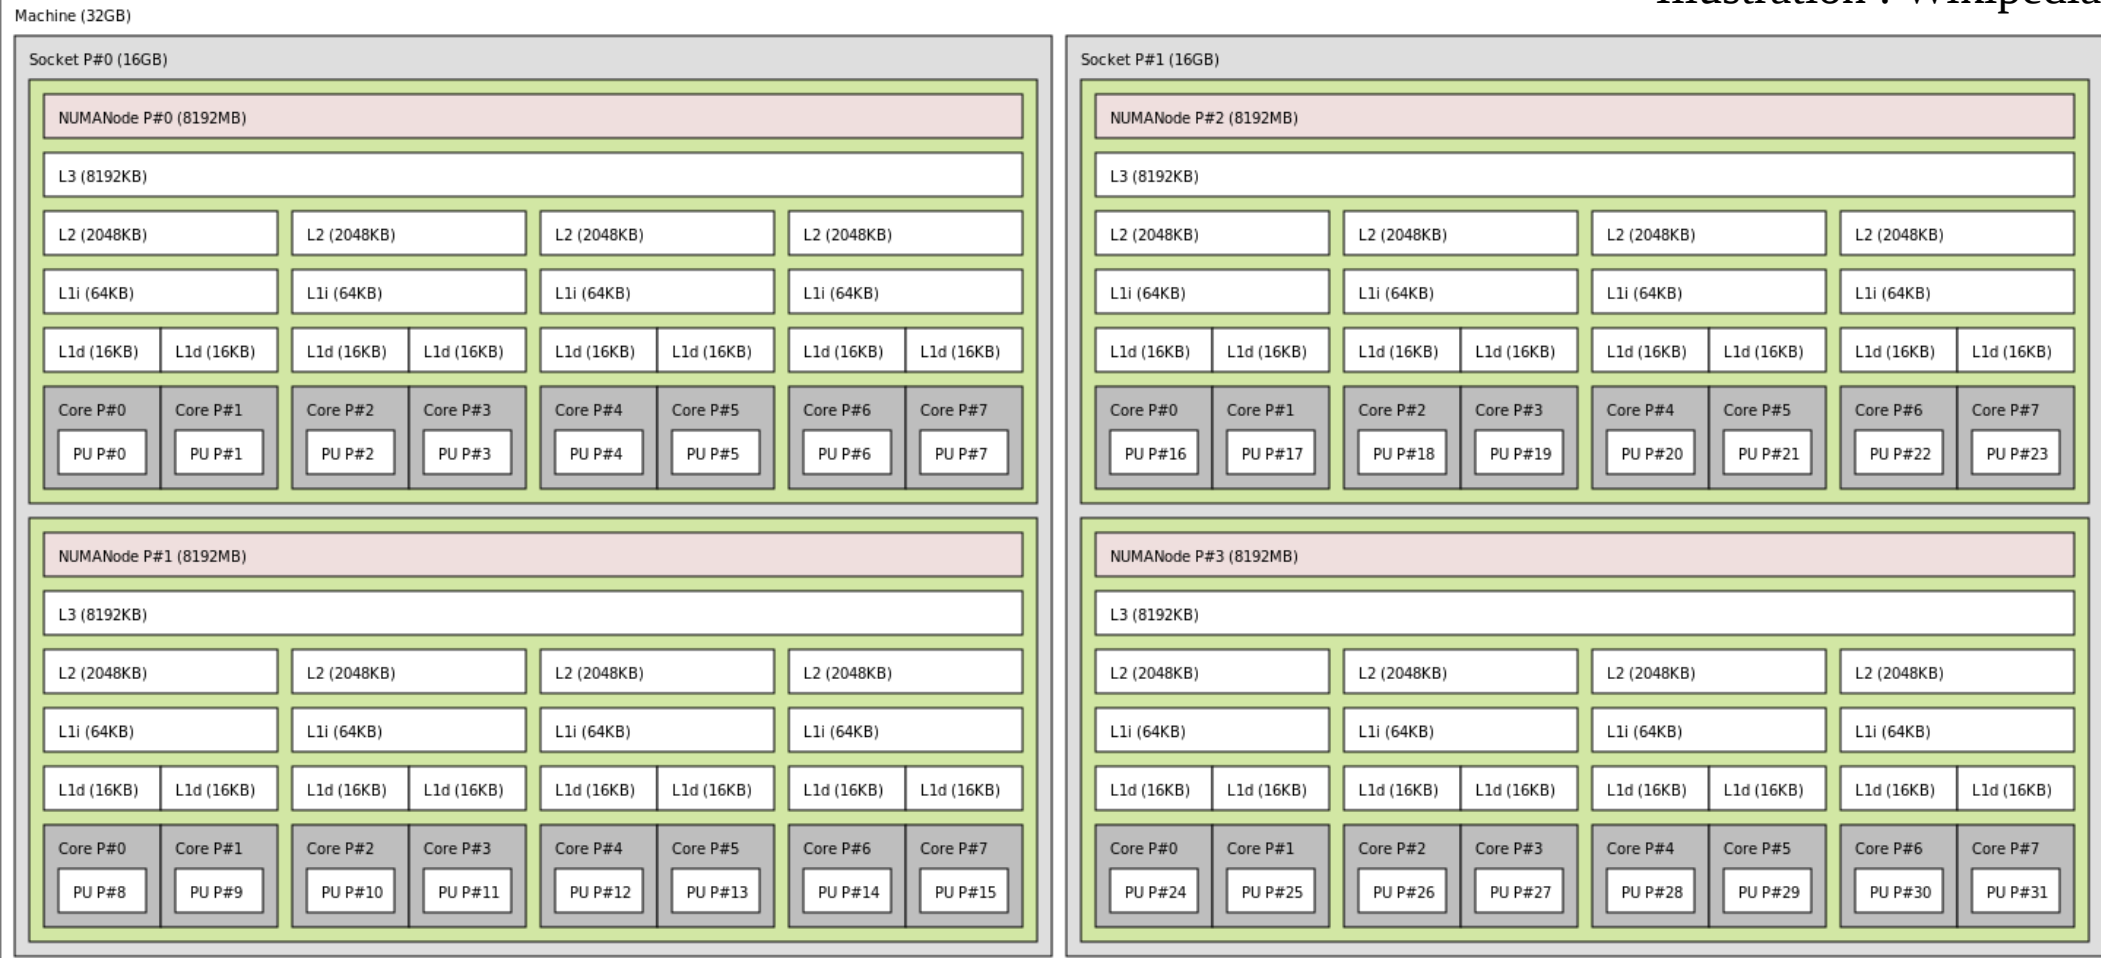 Illustration : Wikipedia
Machine (32GB)
Socket P#0 (16GB)
NUMANode P#0 (8192MB)
L3 (8192KB)
L2 (2048KB) L2 (2048KB) L2 (2048KB) L2 (2048KB)
L1i (64KB) L1i (64KB) L1i (64KB) L1i (64KB)
L1d (16KB) L1d (16KB) L1d (16KB) L1d (16KB) L1d (16KB) L1d (16KB) L1d (16KB) L1d (16KB)
Core P#0 Core P#1 Core P#2 Core P#3 Core P#4 Core P#5 Core P#6 Core P#7
PU P#0 PU P#1 PU P#2 PU P#3 PU P#4 PU P#5 PU P#6 PU P#7
NUMANode P#1 (8192MB)
L3 (8192KB)
L2 (2048KB) L2 (2048KB) L2 (2048KB) L2 (2048KB)
L1i (64KB) L1i (64KB) L1i (64KB) L1i (64KB)
L1d (16KB) L1d (16KB) L1d (16KB) L1d (16KB) L1d (16KB) L1d (16KB) L1d (16KB) L1d (16KB)
Core P#0 Core P#1 Core P#2 Core P#3 Core P#4 Core P#5 Core P#6 Core P#7
PU P#8 PU P#9 PU P#10 PU P#11 PU P#12 PU P#13 PU P#14 PU P#15
Socket P#1 (16GB)
NUMANode P#2 (8192MB)
L3 (8192KB)
L2 (2048KB) L2 (2048KB) L2 (2048KB) L2 (2048KB)
L1i (64KB) L1i (64KB) L1i (64KB) L1i (64KB)
L1d (16KB) L1d (16KB) L1d (16KB) L1d (16KB) L1d (16KB) L1d (16KB) L1d (16KB) L1d (16KB)
Core P#0 Core P#1 Core P#2 Core P#3 Core P#4 Core P#5 Core P#6 Core P#7
PU P#16 PU P#17 PU P#18 PU P#19 PU P#20 PU P#21 PU P#22 PU P#23
NUMANode P#3 (8192MB)
L3 (8192KB)
L2 (2048KB) L2 (2048KB) L2 (2048KB) L2 (2048KB)
L1i (64KB) L1i (64KB) L1i (64KB) L1i (64KB)
L1d (16KB) L1d (16KB) L1d (16KB) L1d (16KB) L1d (16KB) L1d (16KB) L1d (16KB) L1d (16KB)
Core P#0 Core P#1 Core P#2 Core P#3 Core P#4 Core P#5 Core P#6 Core P#7
PU P#24 PU P#25 PU P#26 PU P#27 PU P#28 PU P#29 PU P#30 PU P#31